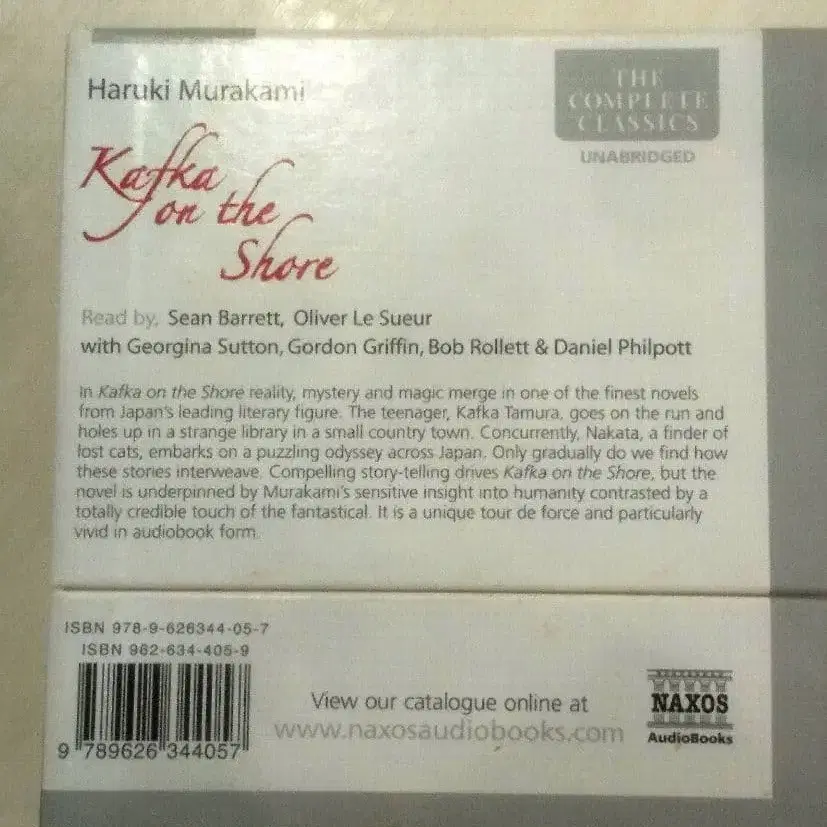 Haruki Murakami
THE
COMPLETE
CLASSICS
UNABRIDGED
Kafka
on the
Shore
Read by, Sean Barrett, Oliver Le Sueur
with Georgina Sutton, Gordon Griffin, Bob Rollett & Daniel Philpott
In Kafka on the Shore reality, mystery and magic merge in one of the finest novels
from Japan's leading literary figure. The teenager, Kafka Tamura, goes on the run and
holes up in a strange library in a small country town. Concurrently, Nakata, a finder of
lost cats, embarks on a puzzling odyssey across Japan. Only gradually do we find how
these stories interweave. Compelling story-telling drives Kafka on the Shore, but the
novel is underpinned by Murakami's sensitive insight into humanity contrasted by a
totally credible touch of the fantastical. It is a unique tour de force and particularly
vivid in audiobook form.
ISBN 978-9-626344-05-7
ISBN 962-634-405-9
9 789626 344057
View our catalogue online at
www.naxosaudiobooks.com
NAXOS
AudioBooks